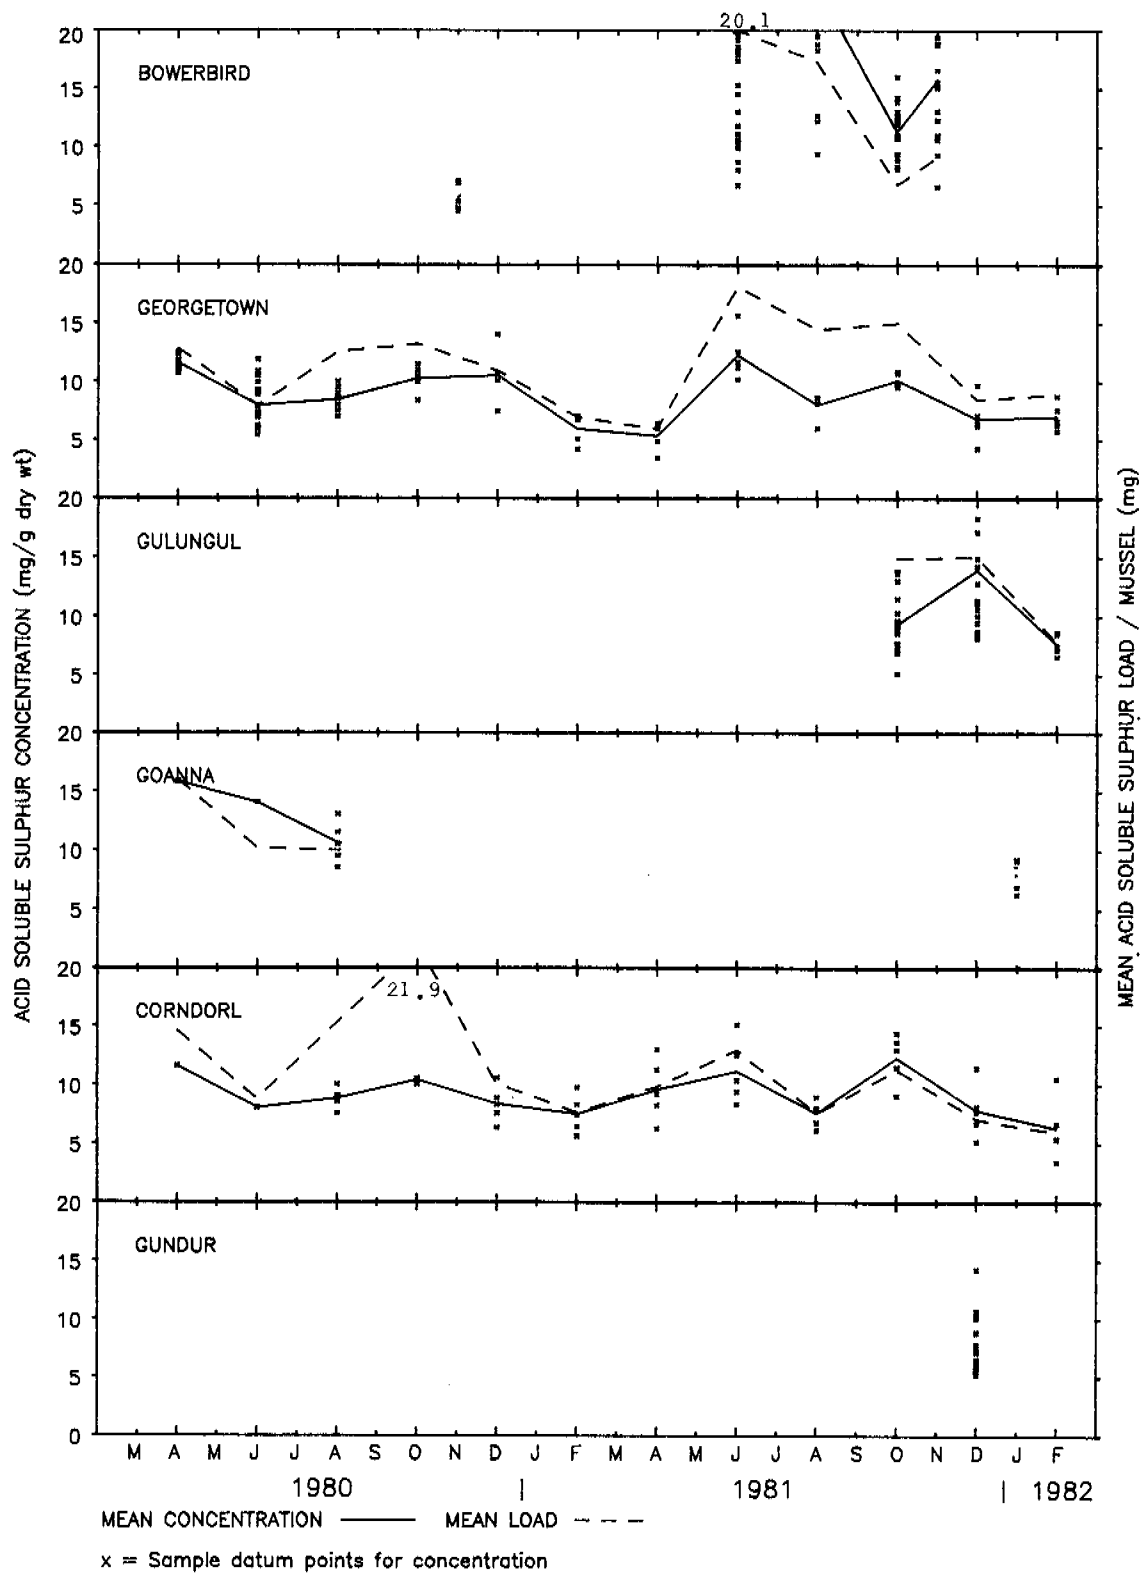 20.1
20
BOWERBIRD
15
10
5
20
GEORGETOWN
15
10
5
20
GULUNGUL
15
10
5
20
GOANNA
15
10
5
20
21.9
CORNDORL
15
10
5
20
GUNDUR
15
10
5
0
ACID SOLUBLE SULPHUR CONCENTRATION (mg/g dry wt)
MEAN ACID SOLUBLE SULPHUR LOAD / MUSSEL (mg)
M A M J J A S O N D J F M A M J J A S O N D J F
1980 | 1981 | 1982
MEAN CONCENTRATION MEAN LOAD
x = Sample datum points for concentration